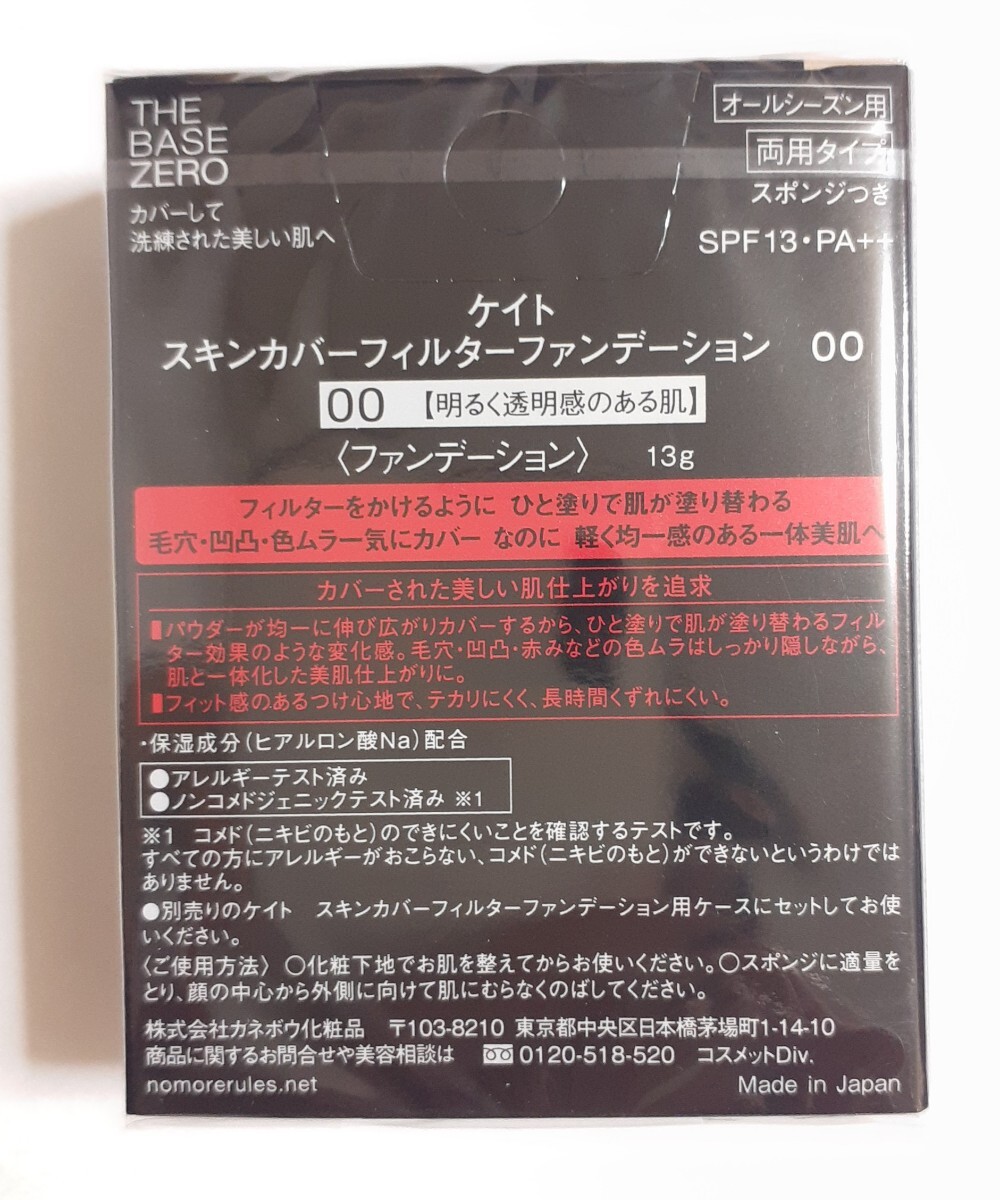 THE
BASE
ZERO
カバーして
洗練された美しい肌へ
オールシーズン用
両用タイプ
スポンジつき
SPF13・PA++
ケイト
スキンカバーフィルターファンデーション 00
00 【明るく透明感のある肌】
〈ファンデーション〉 13g
フィルターをかけるように ひと塗りで肌が塗り替わる
毛穴・凹凸・色ムラ一気にカバー なのに 軽く均一感のある一体美肌へ
カバーされた美しい肌仕上がりを追求
▮パウダーが均一に伸び広がりカバーするから、ひと塗りで肌が塗り替わるフィル
ター効果のような変化感。毛穴・凹凸・赤みなどの色ムラはしっかり隠しながら、
肌と一体化した美肌仕上がりに。
▮フィット感のあるつけ心地で、テカリにくく、長時間くずれにくい。
・保湿成分(ヒアルロン酸Na)配合
●アレルギーテスト済み
●ノンコメドジェニックテスト済み ※1
※1 コメド(ニキビのもと)のできにくいことを確認するテストです。
すべての方にアレルギーがおこらない、コメド(ニキビのもと)ができないというわけでは
ありません。
●別売りのケイト スキンカバーフィルターファンデーション用ケースにセットしてお使
いください。
〈ご使用方法〉 ○化粧下地でお肌を整えてからお使いください。○スポンジに適量を
とり、顔の中心から外側に向けて肌にむらなくのばしてください。
株式会社カネボウ化粧品 〒103-8210 東京都中央区日本橋茅場町1-14-10
商品に関するお問合せや美容相談は 0120-518-520 コスメットDiv.
nomorerules.net
Made in Japan